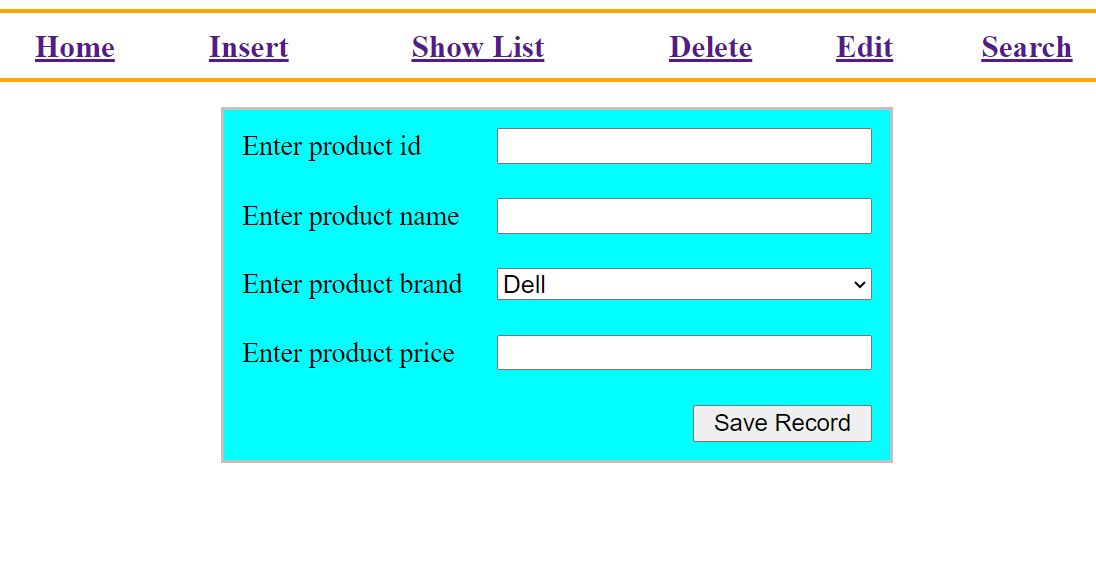 Home Insert Show List Delete Edit Search
Enter product id
Enter product name
Enter product brand Dell
Enter product price
Save Record